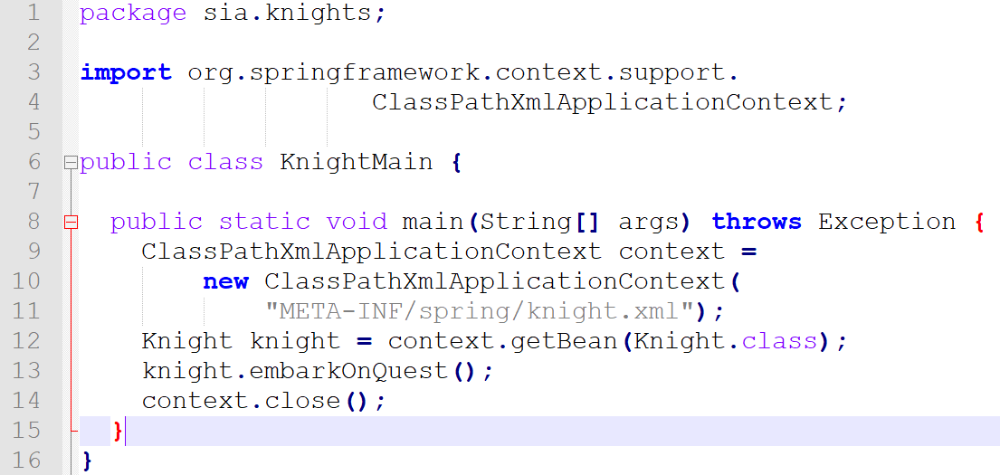 1 package sia.knights;
2
3 import org.springframework.context.support.
4                    ClassPathXmlApplicationContext;
5
6 public class KnightMain {
7
8   public static void main(String[] args) throws Exception {
9     ClassPathXmlApplicationContext context =
10         new ClassPathXmlApplicationContext(
11             "META-INF/spring/knight.xml");
12     Knight knight = context.getBean(Knight.class);
13     knight.embarkOnQuest();
14     context.close();
15   }
16 }